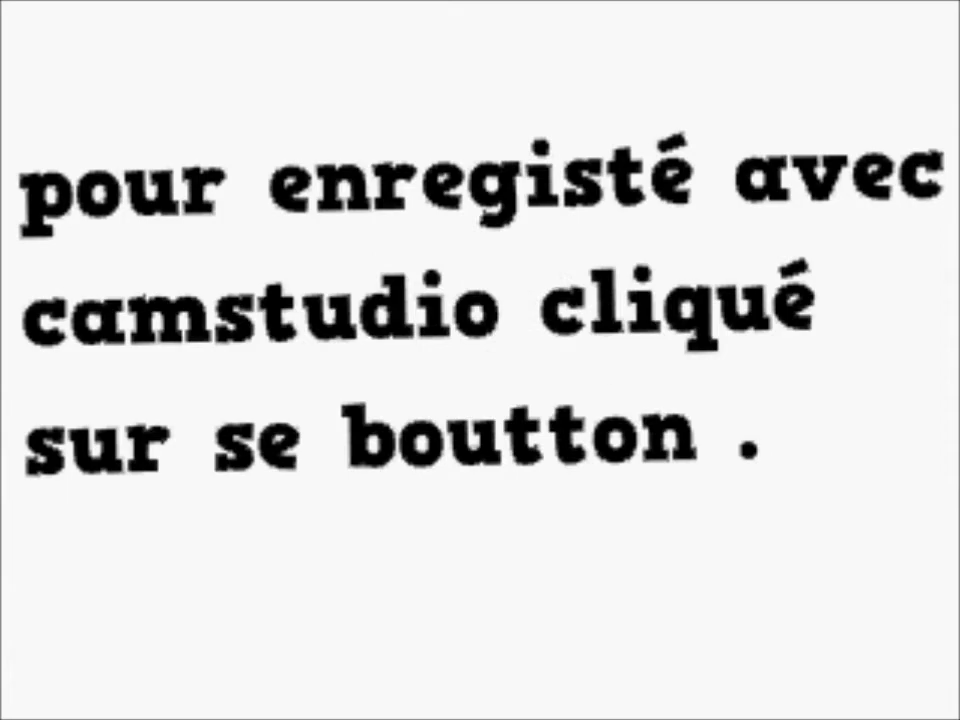 pour enregisté avec
camstudio cliqué
sur se boutton .